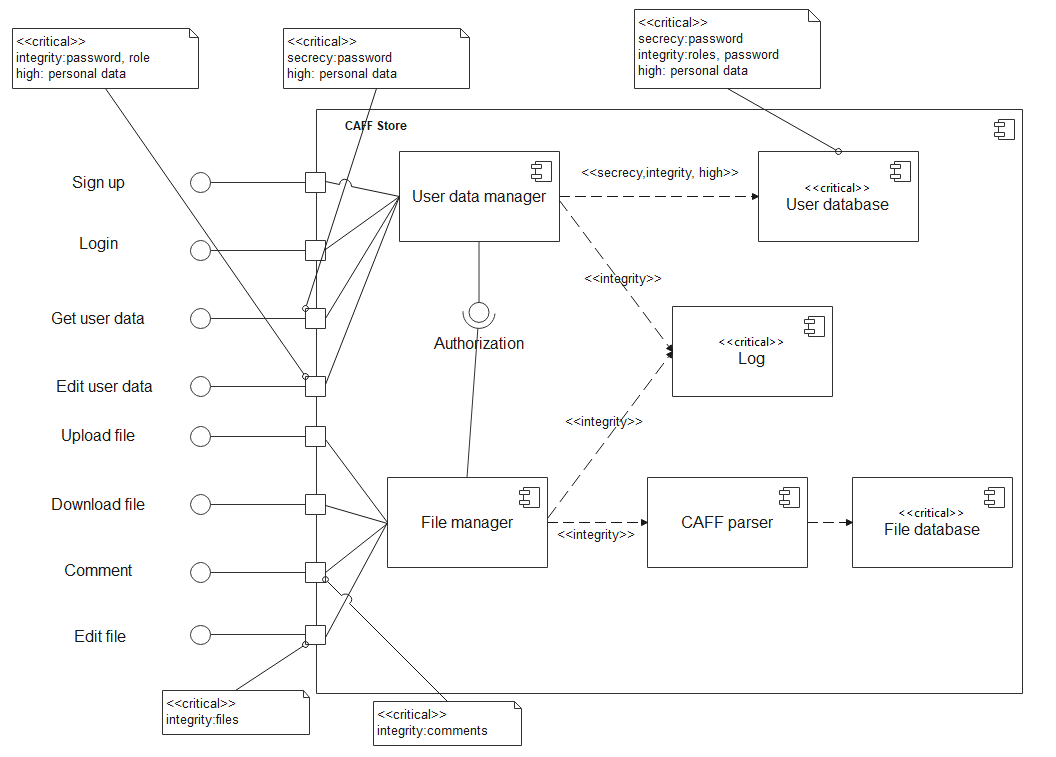 <<critical>>
integrity:password, role
high: personal data
<<critical>>
secrecy:password
high: personal data
<<critical>>
secrecy:password
integrity:roles, password
high: personal data
CAFF Store
Sign up
Login
Get user data
Edit user data
Upload file
Download file
Comment
Edit file
User data manager
<<secrecy,integrity, high>>
<<critical>>
User database
<<integrity>>
Authorization
<<critical>>
Log
<<integrity>>
File manager
<<integrity>>
CAFF parser
<<critical>>
File database
<<critical>>
integrity:files
<<critical>>
integrity:comments